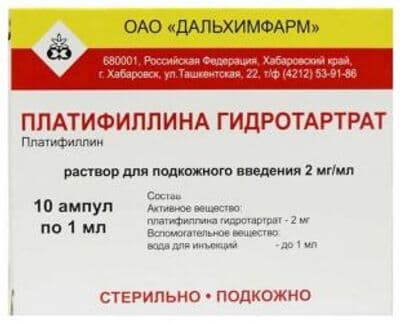 ОАО «ДАЛЬХИМФАРМ»
680001, Российская Федерация, Хабаровский край,
г. Хабаровск, ул.Ташкентская, 22, т/ф (4212) 53-91-86
ПЛАТИФИЛЛИНА ГИДРОТАРТРАТ
Платифиллин
раствор для подкожного введения 2 мг/мл
10 ампул
по 1 мл
Состав
Активное вещество:
платифиллина гидротартрат - 2 мг
Вспомогательное вещество:
вода для инъекций - до 1 мл
СТЕРИЛЬНО • ПОДКОЖНО